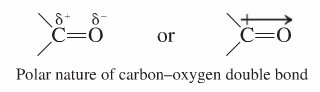 δ+ δ−
C=O or C=O
Polar nature of carbon–oxygen double bond